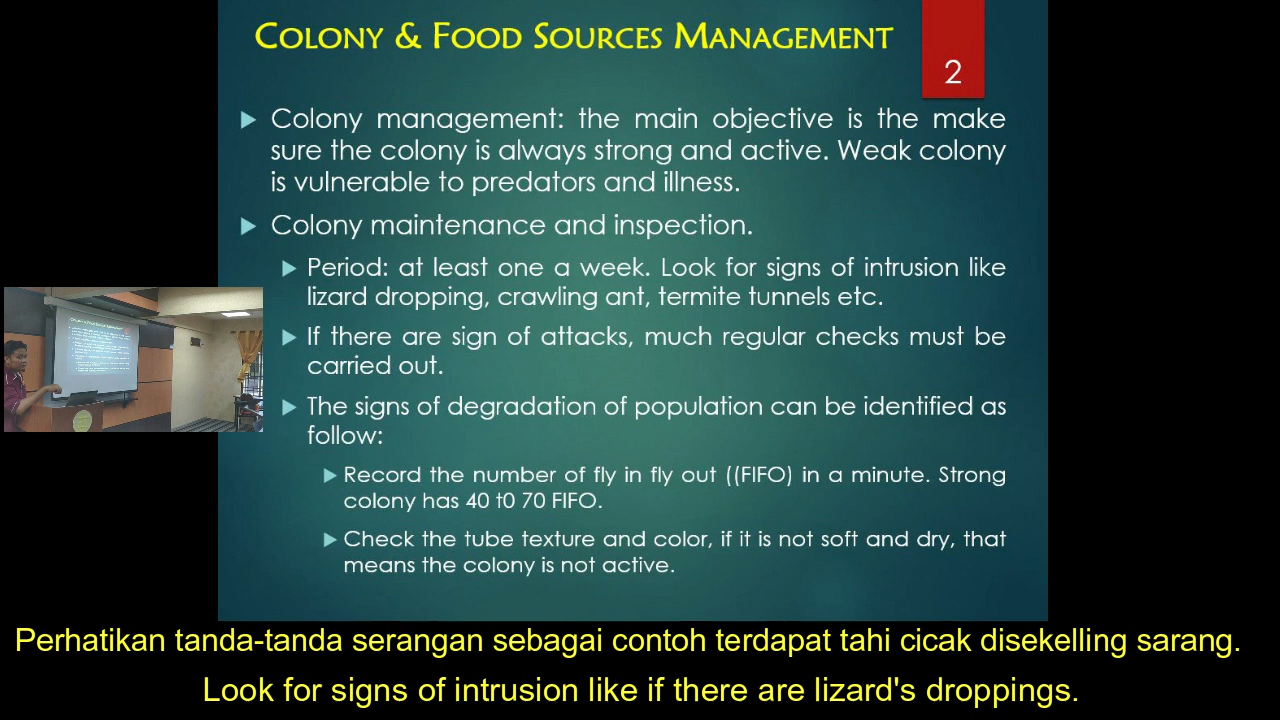 COLONY & FOOD SOURCES MANAGEMENT
2
Colony management: the main objective is the make
sure the colony is always strong and active. Weak colony
is vulnerable to predators and illness.
Colony maintenance and inspection.
Period: at least one a week. Look for signs of intrusion like
lizard dropping, crawling ant, termite tunnels etc.
If there are sign of attacks, much regular checks must be
carried out.
The signs of degradation of population can be identified as
follow:
Record the number of fly in fly out ((FIFO) in a minute. Strong
colony has 40 t0 70 FIFO.
Check the tube texture and color, if it is not soft and dry, that
means the colony is not active.
Perhatikan tanda-tanda serangan sebagai contoh terdapat tahi cicak disekelling sarang.
Look for signs of intrusion like if there are lizard's droppings.